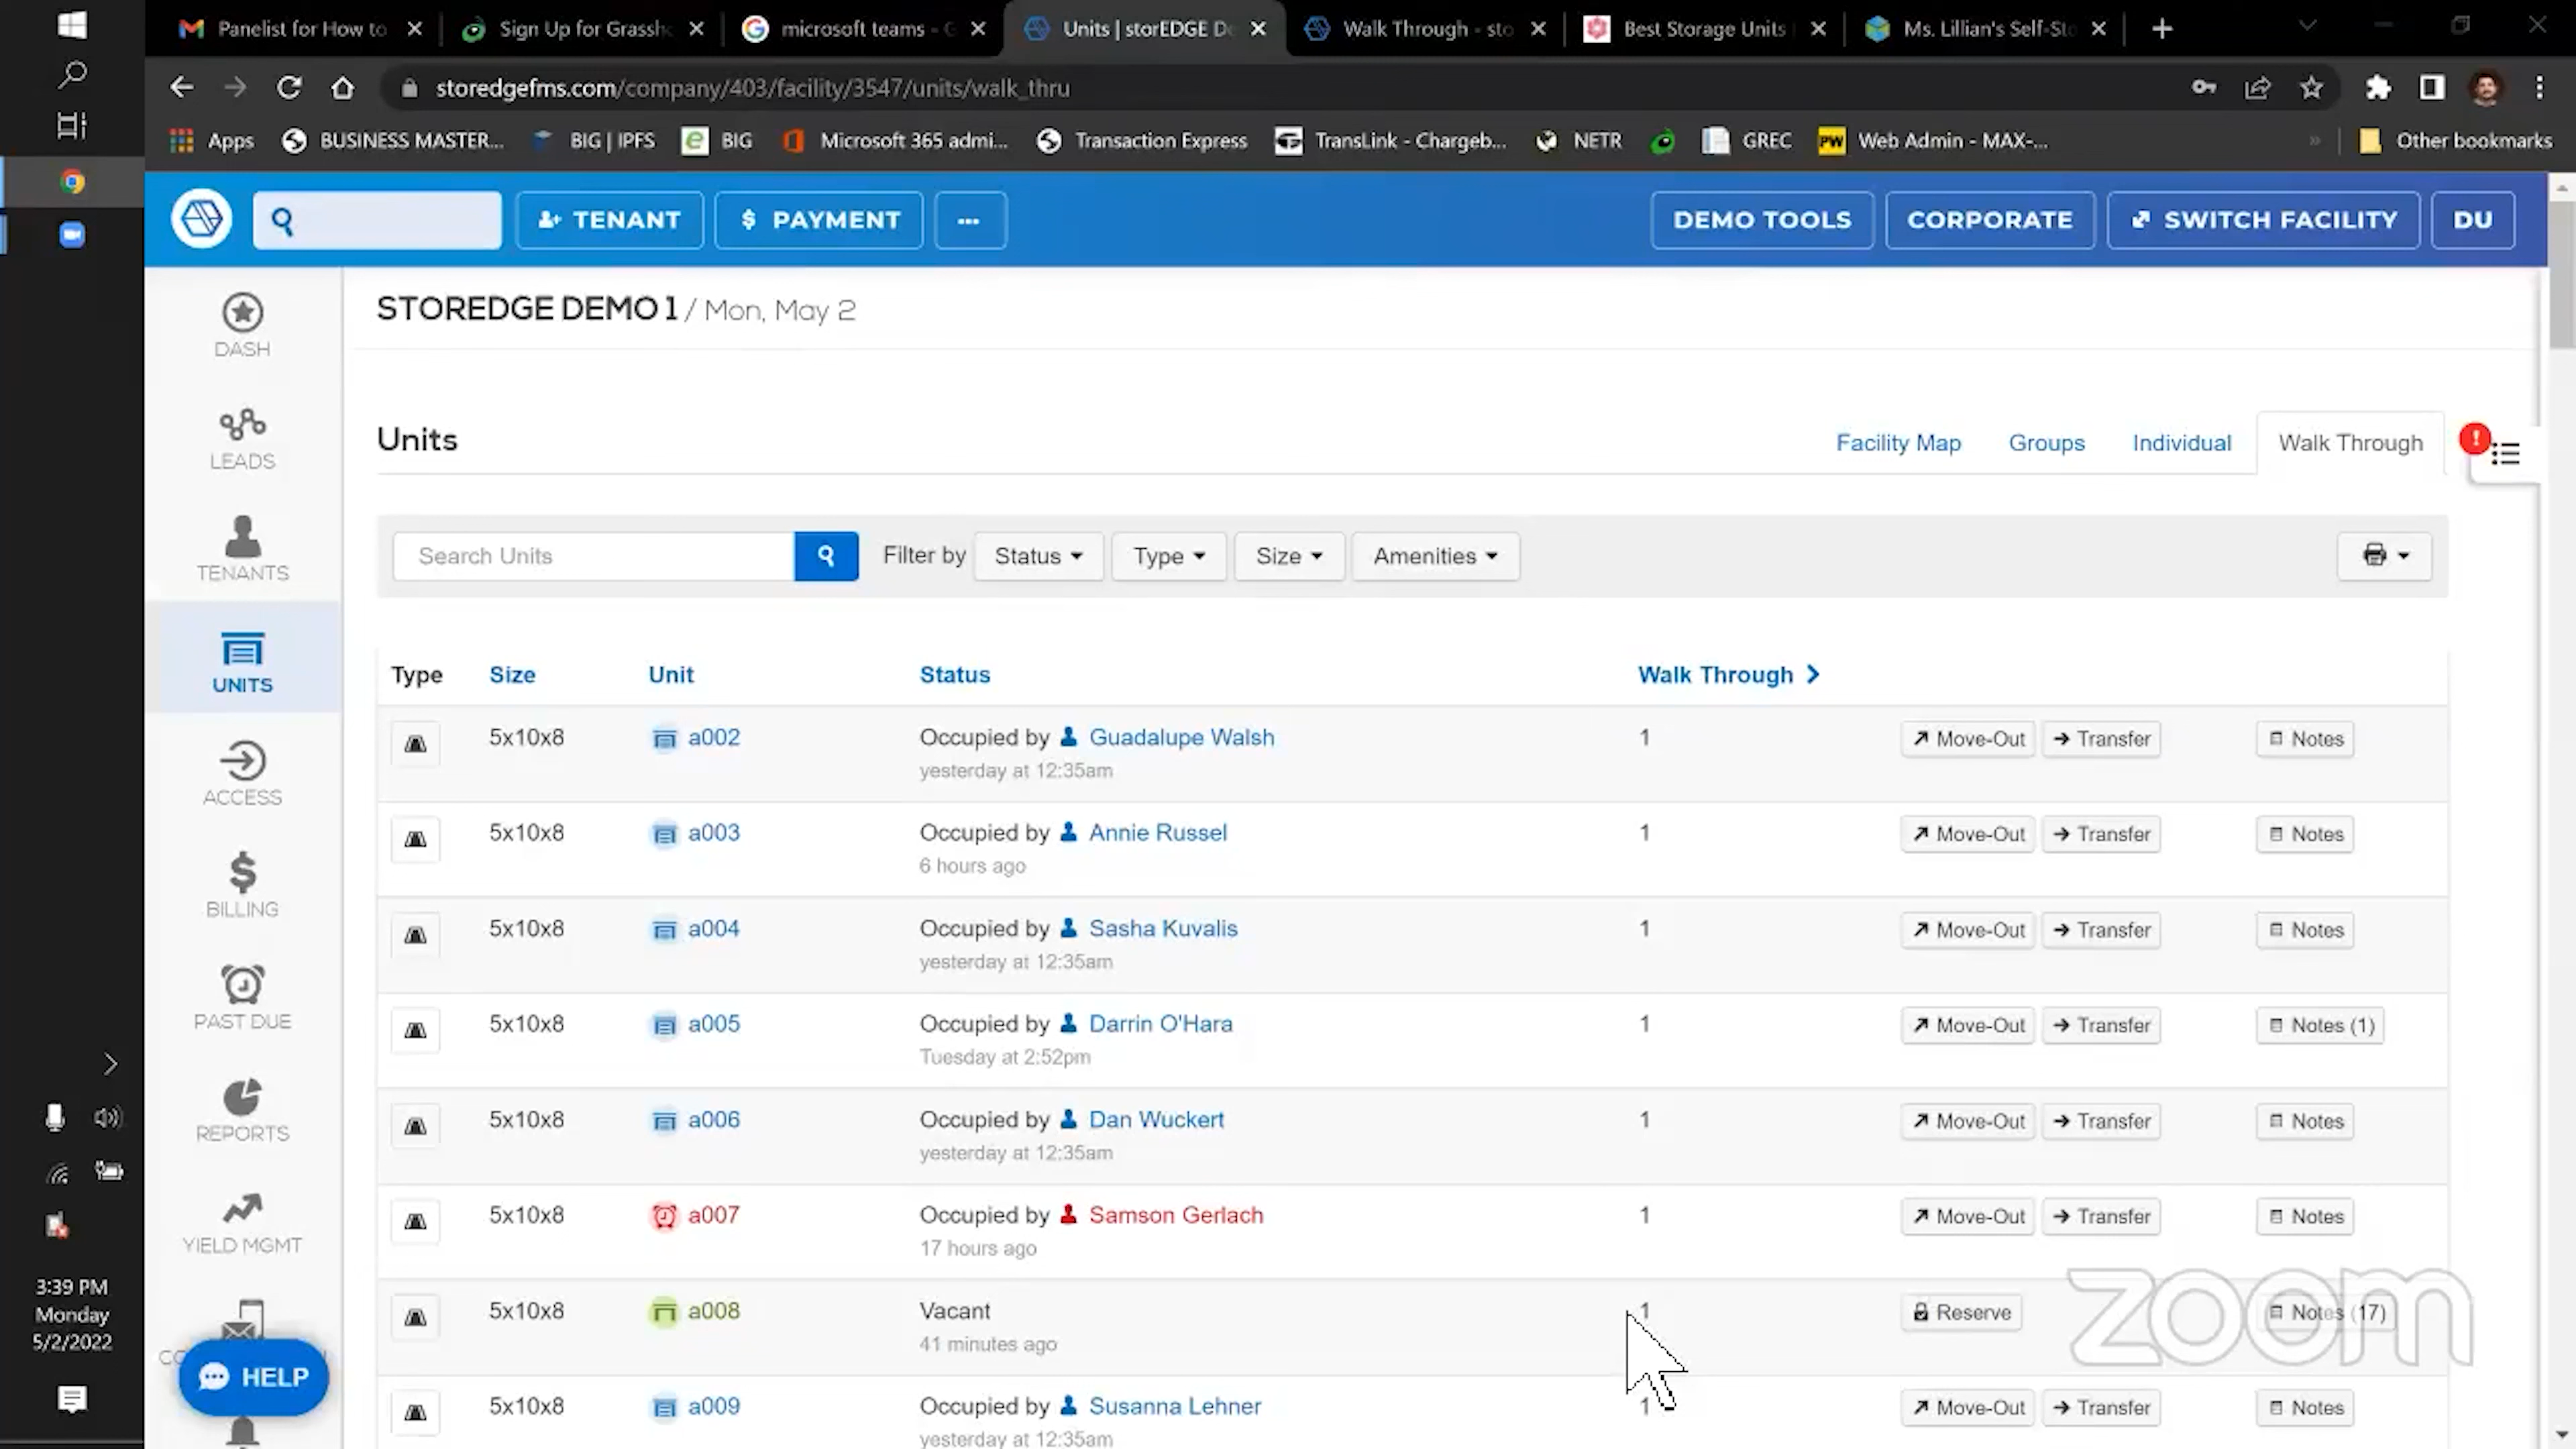 Panelist for How to
Sign Up for Grassh
microsoft teams - G
Units | storEDGE De
Walk Through - sto
Best Storage Units
Ms. Lillian's Self-Sto
storedgefms.com/company/403/facility/3547/units/walk_thru
Apps
BUSINESS MASTER...
BIG | IPFS
BIG
Microsoft 365 admi...
Transaction Express
TransLink - Chargeb...
NETR
GREC
PW
Web Admin - MAX-...
Other bookmarks
TENANT
$ PAYMENT
...
DEMO TOOLS
CORPORATE
SWITCH FACILITY
DU
DASH
LEADS
TENANTS
UNITS
ACCESS
BILLING
PAST DUE
REPORTS
YIELD MGMT
HELP
3:39 PM
Monday
5/2/2022
STOREDGE DEMO 1 / Mon, May 2
Units
Facility Map
Groups
Individual
Walk Through
!
Search Units
Filter by
Status
Type
Size
Amenities
Type Size Unit Status Walk Through
5x10x8 a002 Occupied by Guadalupe Walsh 1 Move-Out Transfer Notes
yesterday at 12:35am
5x10x8 a003 Occupied by Annie Russel 1 Move-Out Transfer Notes
6 hours ago
5x10x8 a004 Occupied by Sasha Kuvalis 1 Move-Out Transfer Notes
yesterday at 12:35am
5x10x8 a005 Occupied by Darrin O'Hara 1 Move-Out Transfer Notes (1)
Tuesday at 2:52pm
5x10x8 a006 Occupied by Dan Wuckert 1 Move-Out Transfer Notes
yesterday at 12:35am
5x10x8 a007 Occupied by Samson Gerlach 1 Move-Out Transfer Notes
17 hours ago
5x10x8 a008 Vacant 1 Reserve Notes (17)
41 minutes ago
5x10x8 a009 Occupied by Susanna Lehner 1 Move-Out Transfer Notes
yesterday at 12:35am
zoom